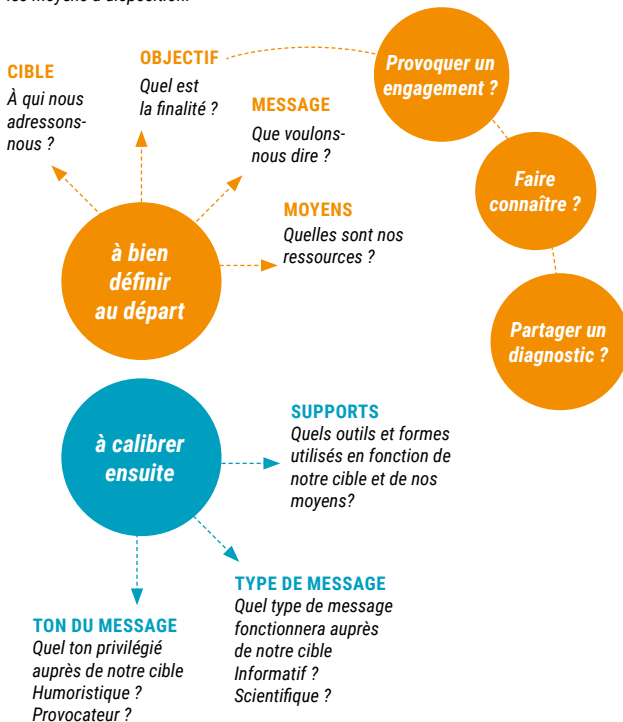 CIBLE
À qui nous
adressons-
nous ?
OBJECTIF
Quel est
la finalité ?
MESSAGE
Que voulons-
nous dire ?
MOYENS
Quelles sont nos
ressources ?
Provoquer un
engagement ?
Faire
connaître ?
Partager un
diagnostic ?
à bien
définir
au départ
à calibrer
ensuite
SUPPORTS
Quels outils et formes
utilisés en fonction de
notre cible et de nos
moyens?
TYPE DE MESSAGE
Quel type de message
fonctionnera auprès
de notre cible
Informatif ?
Scientifique ?
TON DU MESSAGE
Quel ton privilégié
auprès de notre cible
Humoristique ?
Provocateur ?